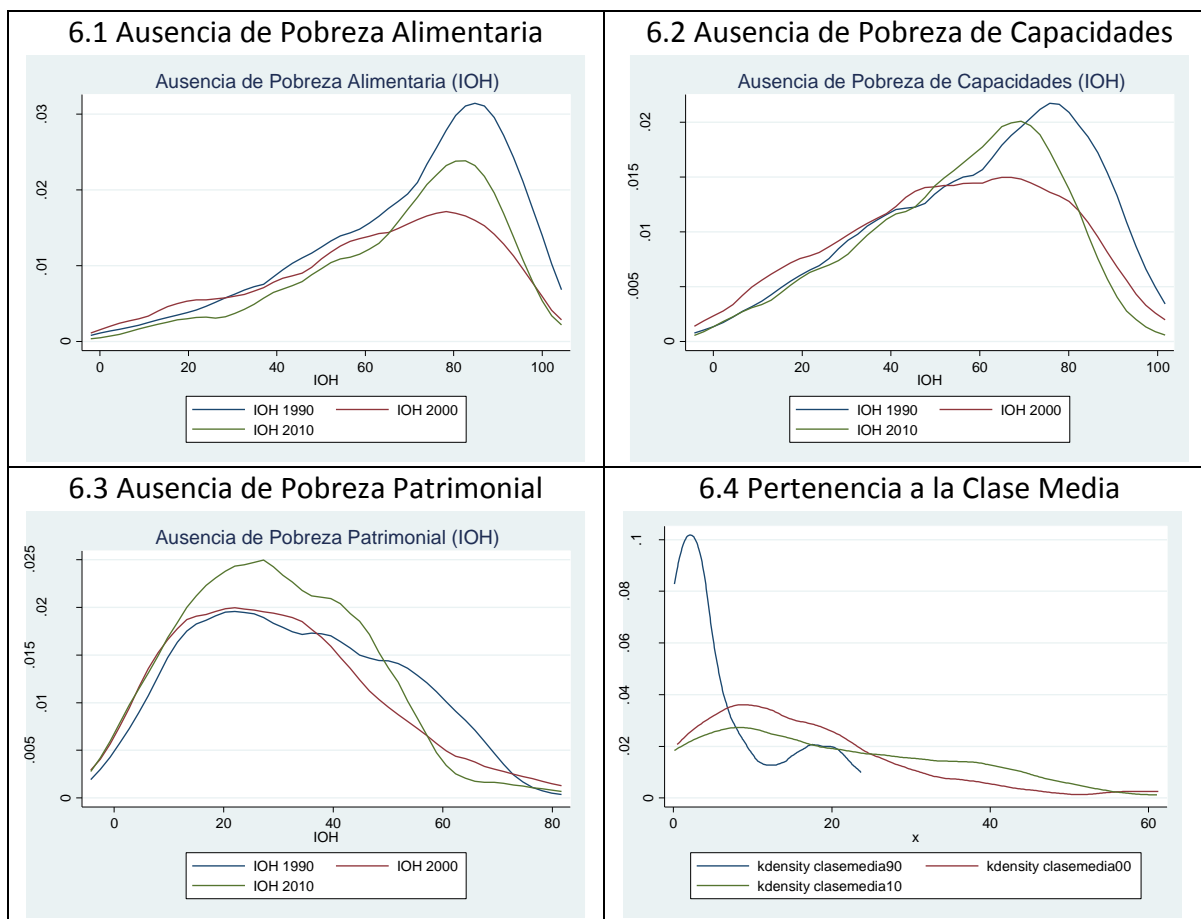 6.1 Ausencia de Pobreza Alimentaria
Ausencia de Pobreza Alimentaria (IOH)
.03
.02
.01
0
0 20 40 60 80 100
IOH
IOH 1990 IOH 2000
IOH 2010
6.2 Ausencia de Pobreza de Capacidades
Ausencia de Pobreza de Capacidades (IOH)
.02
.015
.01
.005
0
0 20 40 60 80 100
IOH
IOH 1990 IOH 2000
IOH 2010
6.3 Ausencia de Pobreza Patrimonial
Ausencia de Pobreza Patrimonial (IOH)
.025
.02
.015
.01
.005
0
0 20 40 60 80
IOH
IOH 1990 IOH 2000
IOH 2010
6.4 Pertenencia a la Clase Media
.1
.08
.06
.04
.02
0
0 20 40 60
x
kdensity clasemedia90 kdensity clasemedia00
kdensity clasemedia10